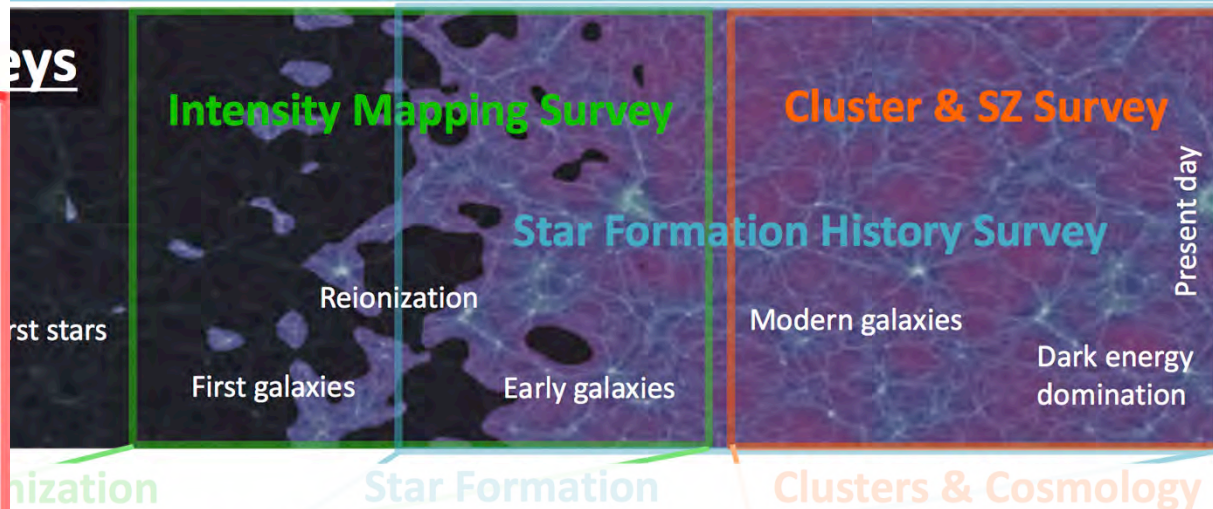 eys
Intensity Mapping Survey
Cluster & SZ Survey
Star Formation History Survey
Present day
Reionization
rst stars
Modern galaxies
First galaxies
Early galaxies
Dark energy
domination
nization
Star Formation
Clusters & Cosmology